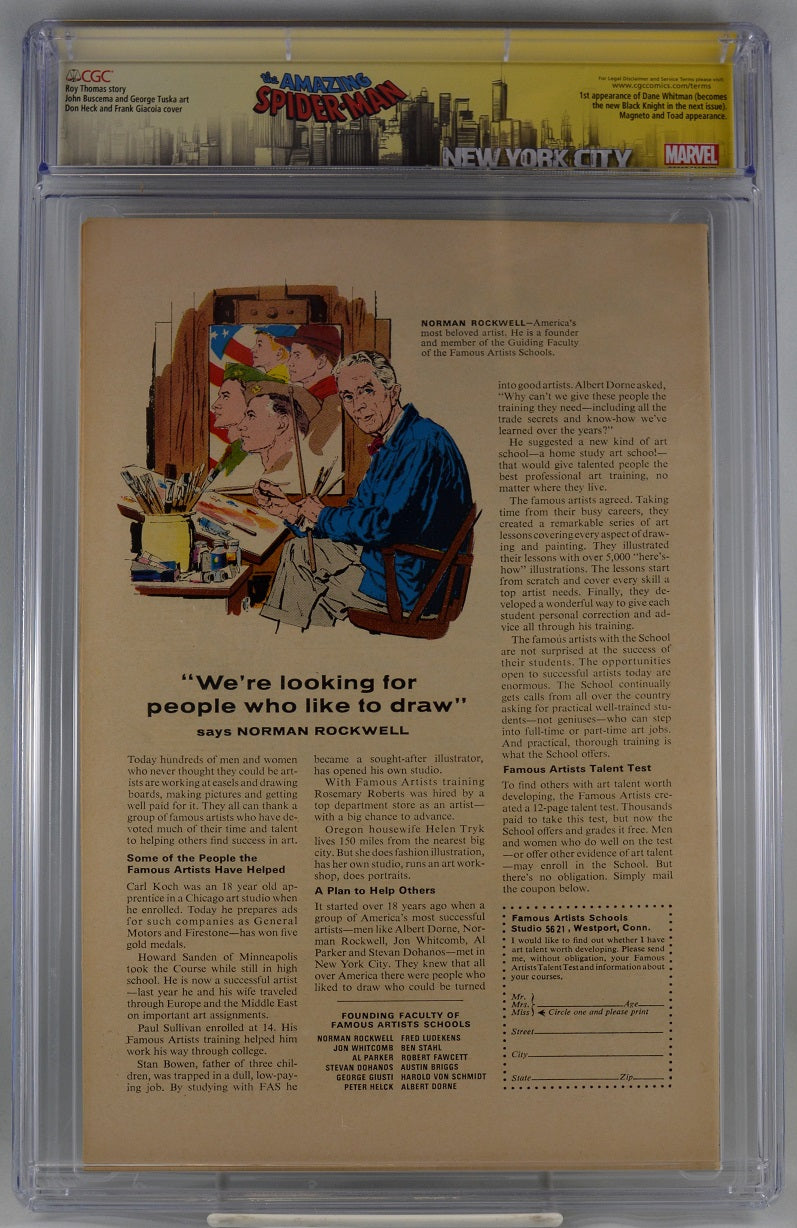 CGC
Roy Thomas story
John Buscema and George Tuska art
Don Heck and Frank Giacoia cover
the AMAZING
SPIDER-MAN
For Legal Disclaimer and Service Terms please visit:
www.cgccomics.com/terms
1st appearance of Dane Whitman (becomes
the new Black Knight in the next issue).
Magneto and Toad appearance.
NEW YORK CITY
MARVEL
NORMAN ROCKWELL—America's
most beloved artist. He is a founder
and member of the Guiding Faculty
of the Famous Artists Schools.
"We're looking for
people who like to draw"
says NORMAN ROCKWELL
Today hundreds of men and women
who never thought they could be art-
ists are working at easels and drawing
boards, making pictures and getting
well paid for it. They all can thank a
group of famous artists who have de-
voted much of their time and talent
to helping others find success in art.
Some of the People the
Famous Artists Have Helped
Carl Koch was an 18 year old ap-
prentice in a Chicago art studio when
he enrolled. Today he prepares ads
for such companies as General
Motors and Firestone—has won five
gold medals.
Howard Sanden of Minneapolis
took the Course while still in high
school. He is now a successful artist
—last year he and his wife traveled
through Europe and the Middle East
on important art assignments.
Paul Sullivan enrolled at 14. His
Famous Artists training helped him
work his way through college.
Stan Bowen, father of three chil-
dren, was trapped in a dull, low-pay-
ing job. By studying with FAS he
became a sought-after illustrator,
has opened his own studio.
With Famous Artists training
Rosemary Roberts was hired by a
top department store as an artist—
with a big chance to advance.
Oregon housewife Helen Tryk
lives 150 miles from the nearest big
city. But she does fashion illustration,
has her own studio, runs an art work-
shop, does portraits.
A Plan to Help Others
It started over 18 years ago when a
group of America's most successful
artists—men like Albert Dorne, Nor-
man Rockwell, Jon Whitcomb, Al
Parker and Stevan Dohanos—met in
New York City. They knew that all
over America there were people who
liked to draw who could be turned
into good artists. Albert Dorne asked,
"Why can't we give these people the
training they need—including all the
trade secrets and know-how we've
learned over the years?"
He suggested a new kind of art
school—a home study art school—
that would give talented people the
best professional art training, no
matter where they live.
The famous artists agreed. Taking
time from their busy careers, they
created a remarkable series of art
lessons covering every aspect of draw-
ing and painting. They illustrated
their lessons with over 5,000 "here's-
how" illustrations. The lessons start
from scratch and cover every skill a
top artist needs. Finally, they de-
veloped a wonderful way to give each
student personal correction and ad-
vice all through his training.
The famous artists with the School
are not surprised at the success of
their students. The opportunities
open to successful artists today are
enormous. The School continually
gets calls from all over the country
asking for practical well-trained stu-
dents—not geniuses—who can step
into full-time or part-time art jobs.
And practical, thorough training is
what the School offers.
Famous Artists Talent Test
To find others with art talent worth
developing, the Famous Artists cre-
ated a 12-page talent test. Thousands
paid to take this test, but now the
School offers and grades it free. Men
and women who do well on the test
—or offer other evidence of art talent
—may enroll in the School. But
there's no obligation. Simply mail
the coupon below.
FOUNDING FACULTY OF
FAMOUS ARTISTS SCHOOLS
NORMAN ROCKWELL FRED LUDEKENS
JON WHITCOMB BEN STAHL
AL PARKER ROBERT FAWCETT
STEVAN DOHANOS AUSTIN BRIGGS
GEORGE GIUSTI HAROLD VON SCHMIDT
PETER HELCK ALBERT DORNE
Famous Artists Schools
Studio 5621, Westport, Conn.
I would like to find out whether I have
art talent worth developing. Please send
me, without obligation, your Famous
Artists Talent Test and information about
your courses.
Mr.
Mrs. Age
Miss Circle one and please print
Street
City
State Zip